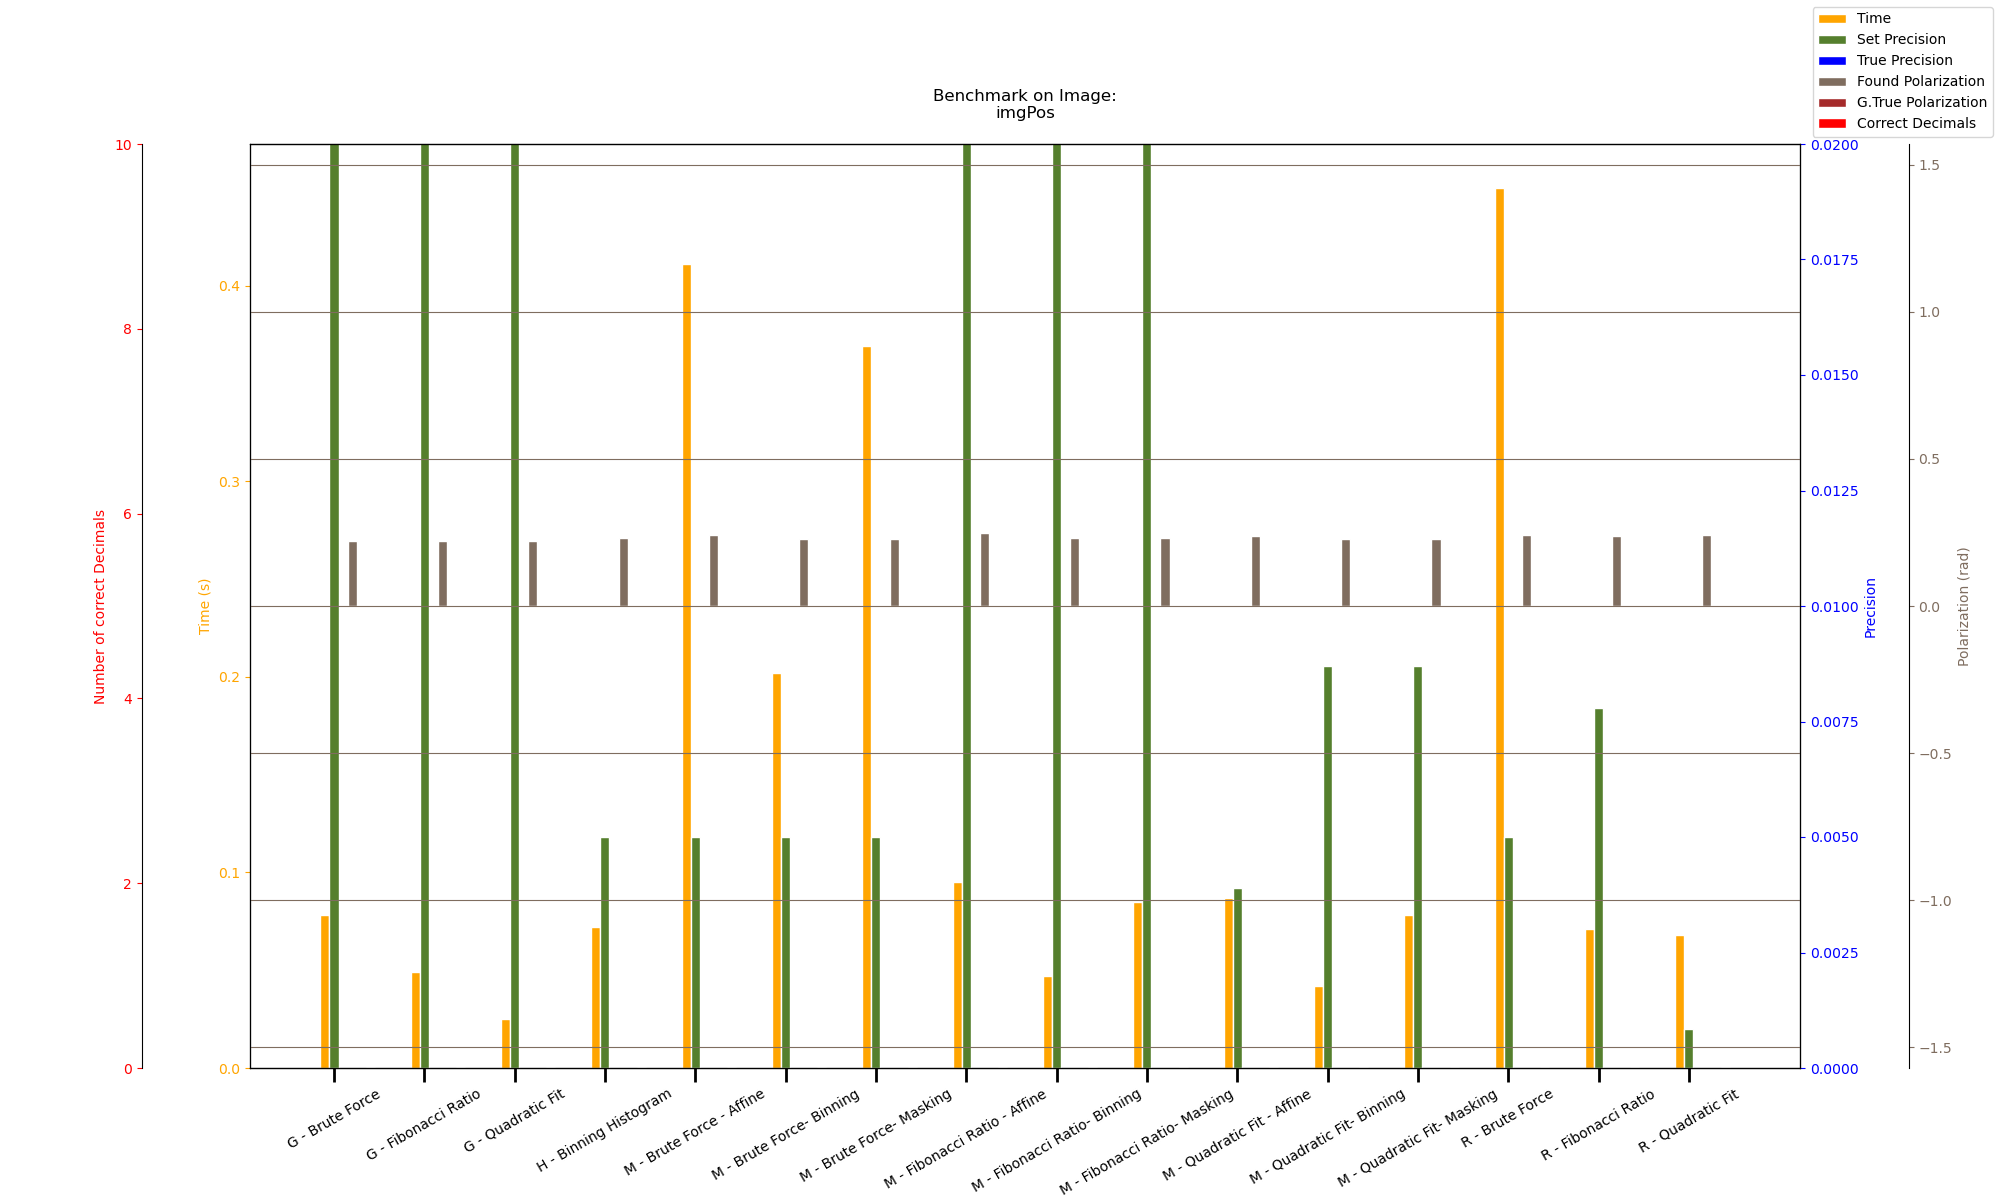 Time
Set Precision
True Precision
Found Polarization
G.True Polarization
Correct Decimals
Benchmark on Image:
imgPos
Number of correct Decimals
10
8
6
4
2
0
Time (s)
0.4
0.3
0.2
0.1
0.0
0.0200
0.0175
0.0150
0.0125
0.0100
0.0075
0.0050
0.0025
0.0000
Precision
1.5
1.0
0.5
0.0
−0.5
−1.0
−1.5
Polarization (rad)
G - Brute Force
G - Fibonacci Ratio
G - Quadratic Fit
H - Binning Histogram
M - Brute Force - Affine
M - Brute Force- Binning
M - Brute Force- Masking
M - Fibonacci Ratio - Affine
M - Fibonacci Ratio- Binning
M - Fibonacci Ratio- Masking
M - Quadratic Fit - Affine
M - Quadratic Fit- Binning
M - Quadratic Fit- Masking
R - Brute Force
R - Fibonacci Ratio
R - Quadratic Fit